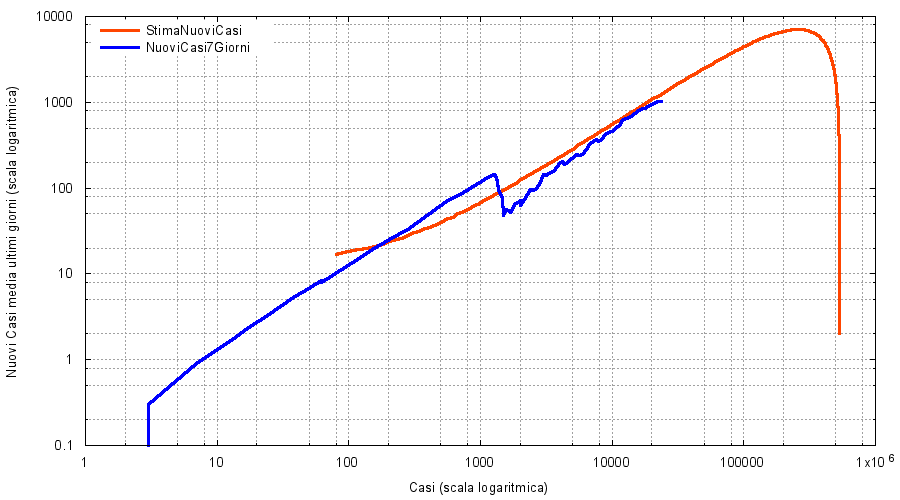 StimaNuoviCasi
NuoviCasi7Giorni
Nuovi Casi media ultimi giorni (scala logaritmica)
10000
1000
100
10
1
0.1
1 10 100 1000 10000 100000 1x10 6
Casi (scala logaritmica)